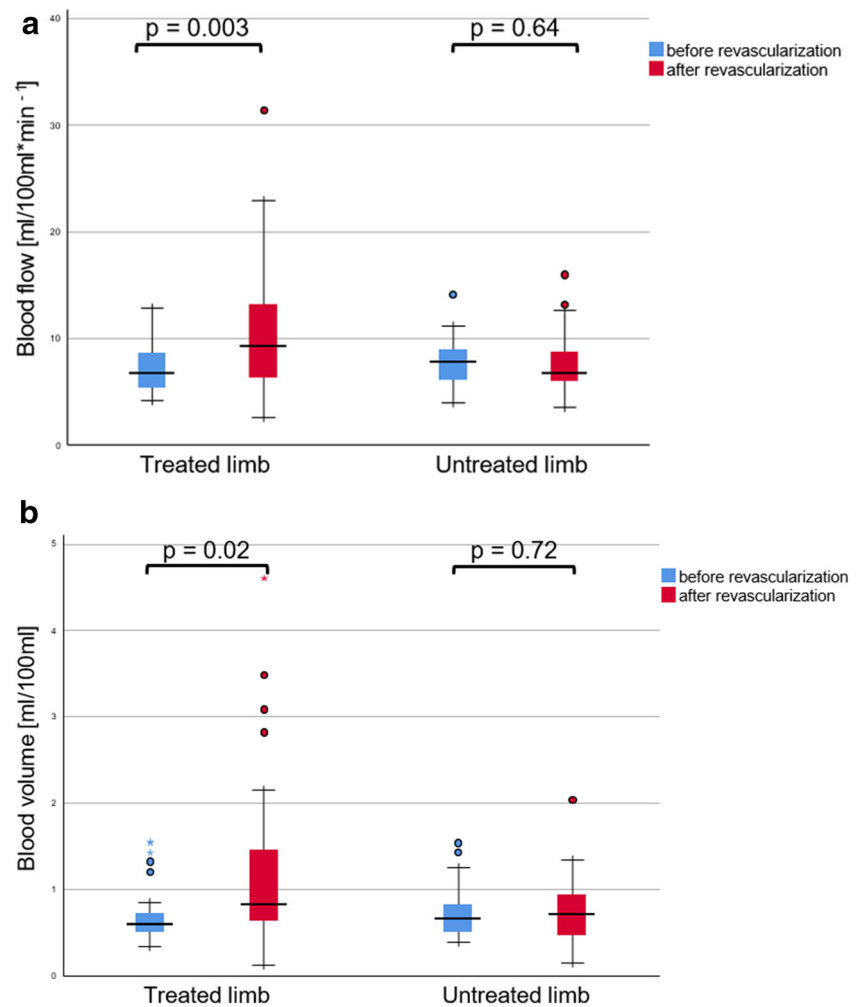 a
p = 0.003
p = 0.64
before revascularization
after revascularization
Blood flow [ml/100ml*min⁻¹]
40
30
20
10
0
Treated limb
Untreated limb
b
p = 0.02
p = 0.72
before revascularization
after revascularization
Blood volume [ml/100ml]
5
4
3
2
1
0
Treated limb
Untreated limb